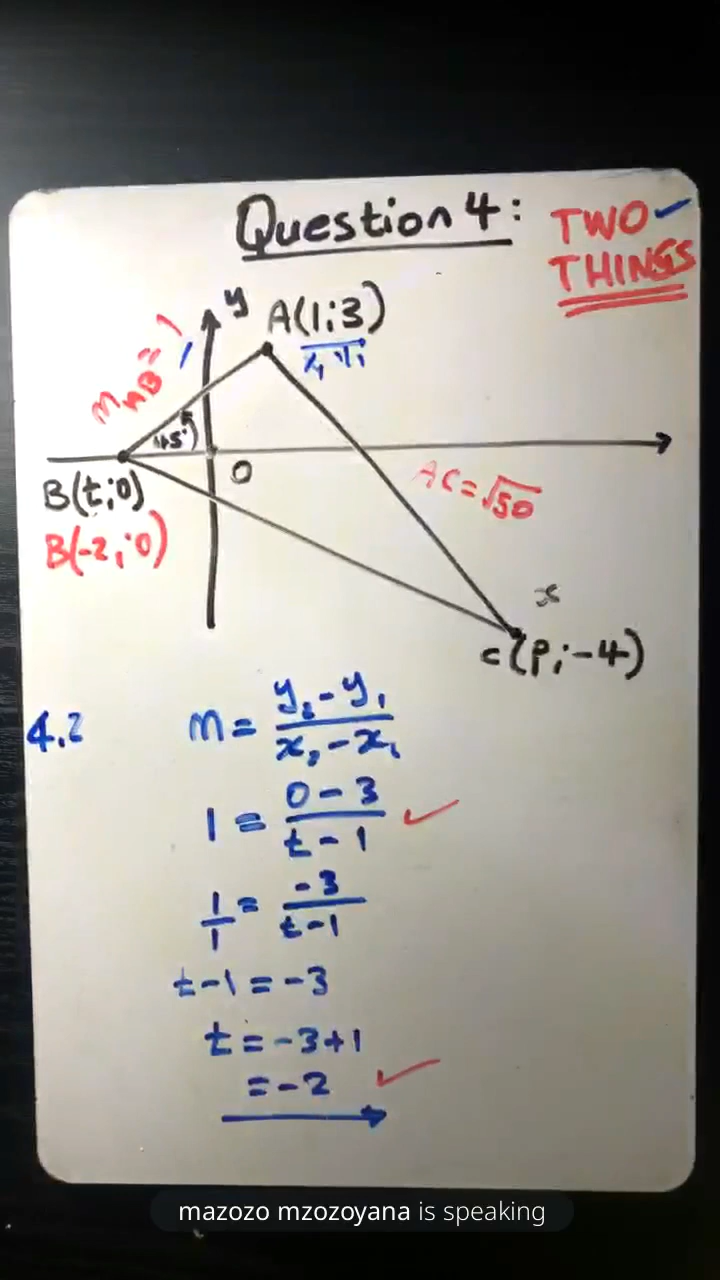 Question 4:
TWO
THINGS
y
A(1;3)
x₁ y₁
mAB = 1
45°
O
B(t;0)
B(-2;0)
AC = √50
x
C(P;-4)
4.2
m = y₂ - y₁ / x₂ - x₁
1 = 0 - 3 / t - 1
1/1 = -3 / t - 1
t - 1 = -3
t = -3 + 1
= -2
mazozo mzozoyana is speaking